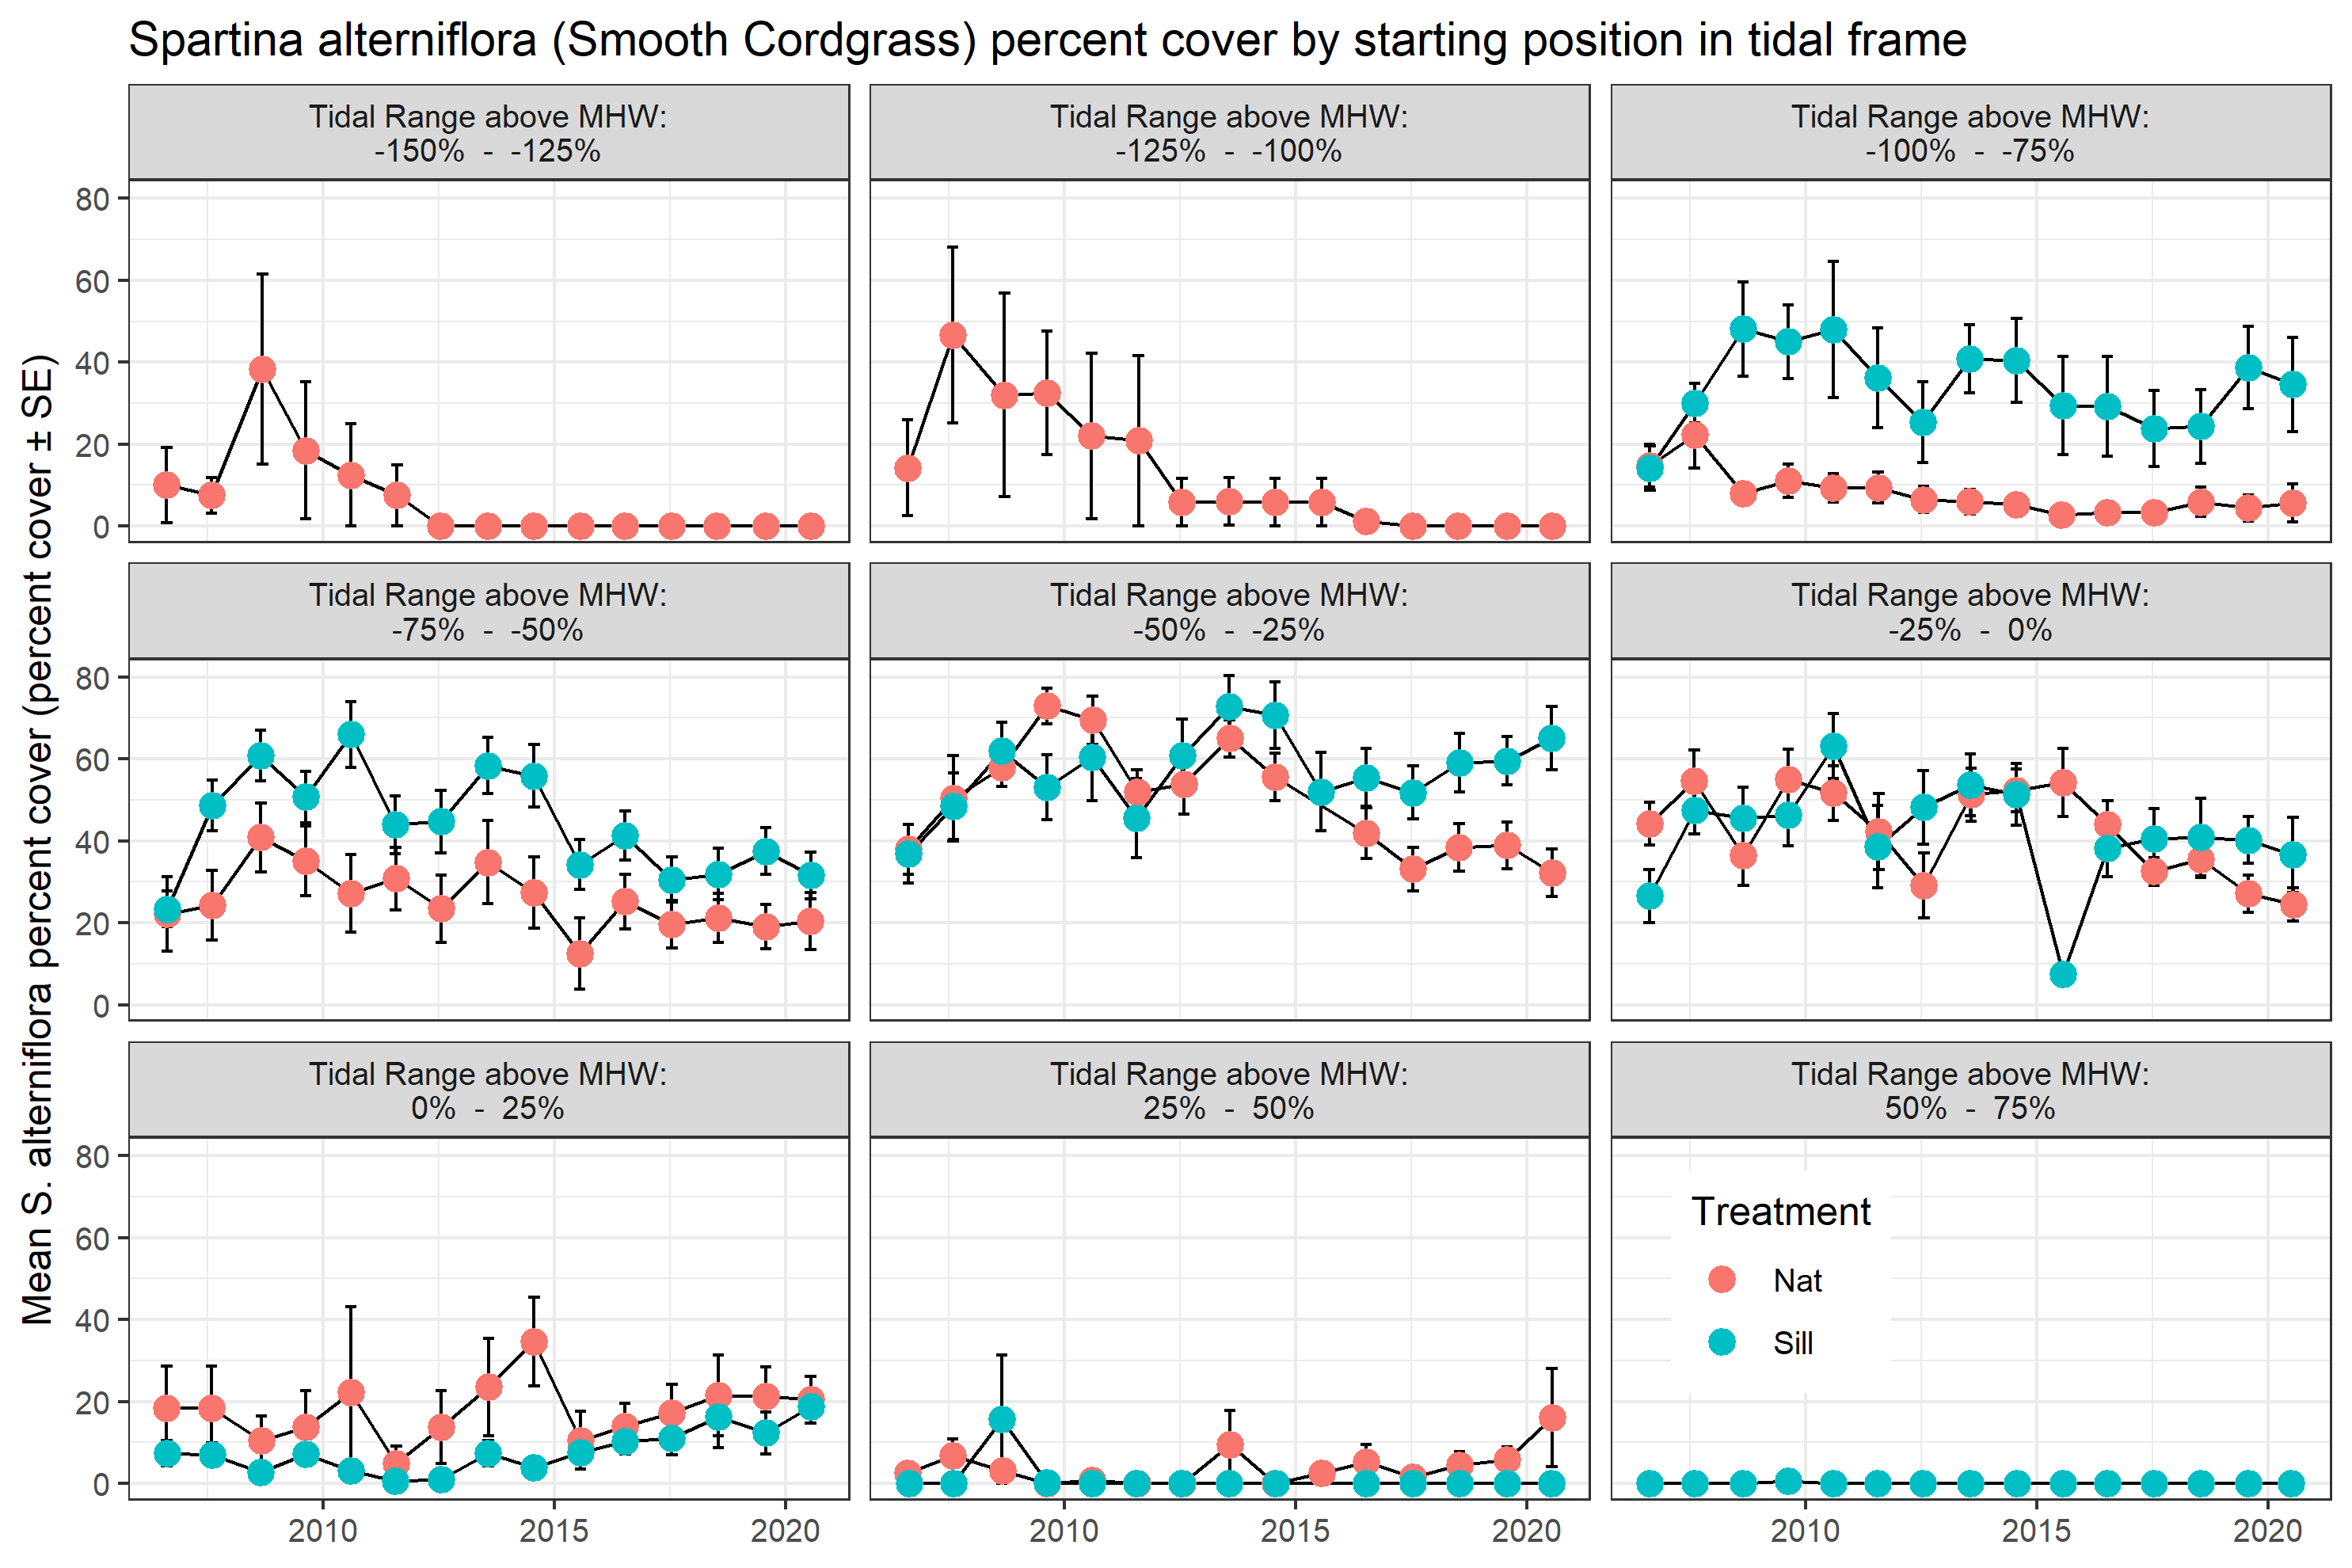 Spartina alterniflora (Smooth Cordgrass) percent cover by starting position in tidal frame
Mean S. alterniflora percent cover (percent cover ± SE)
Tidal Range above MHW:
-150%  -  -125%
Tidal Range above MHW:
-125%  -  -100%
Tidal Range above MHW:
-100%  -  -75%
80
60
40
20
0
Tidal Range above MHW:
-75%  -  -50%
Tidal Range above MHW:
-50%  -  -25%
Tidal Range above MHW:
-25%  -  0%
80
60
40
20
0
Tidal Range above MHW:
0%  -  25%
Tidal Range above MHW:
25%  -  50%
Tidal Range above MHW:
50%  -  75%
80
60
40
20
0
Treatment
Nat
Sill
2010 2015 2020
2010 2015 2020
2010 2015 2020